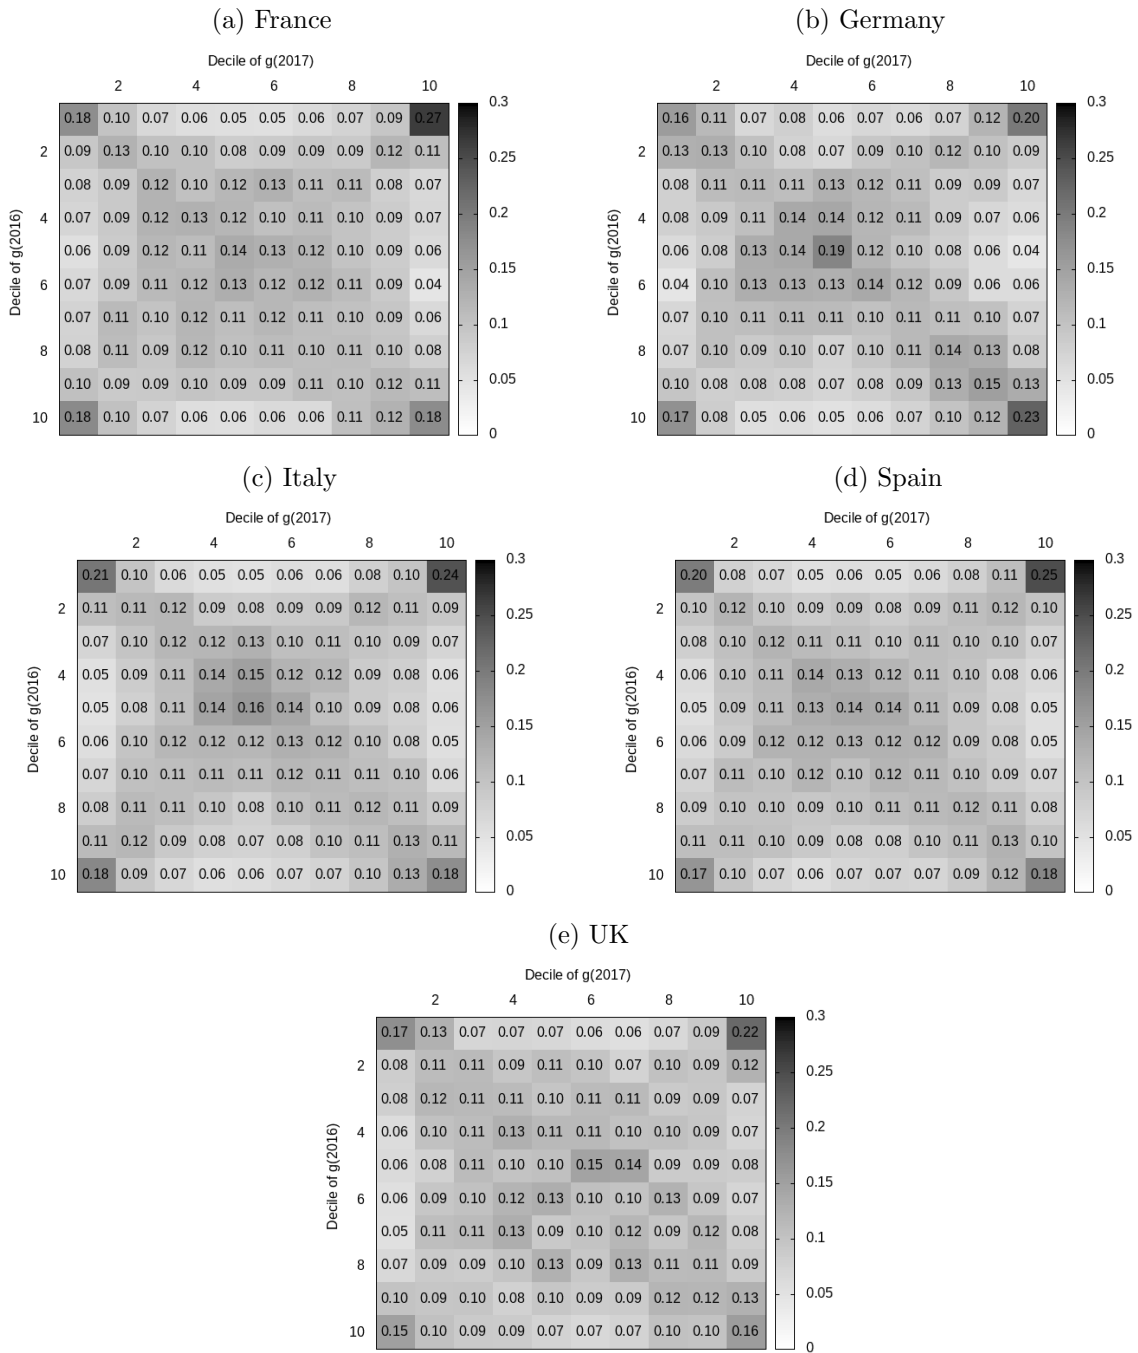 (a) France
Decile of g(2017)
2 4 6 8 10
Decile of g(2016)
0.18 0.10 0.07 0.06 0.05 0.05 0.06 0.07 0.09 0.27
2 0.09 0.13 0.10 0.10 0.08 0.09 0.09 0.09 0.12 0.11
0.08 0.09 0.12 0.10 0.12 0.13 0.11 0.11 0.08 0.07
4 0.07 0.09 0.12 0.13 0.12 0.10 0.11 0.10 0.09 0.07
0.06 0.09 0.12 0.11 0.14 0.13 0.12 0.10 0.09 0.06
6 0.07 0.09 0.11 0.12 0.13 0.12 0.12 0.11 0.09 0.04
0.07 0.11 0.10 0.12 0.11 0.12 0.11 0.10 0.09 0.06
8 0.08 0.11 0.09 0.12 0.10 0.11 0.10 0.11 0.10 0.08
0.10 0.09 0.09 0.10 0.09 0.09 0.11 0.10 0.12 0.11
10 0.18 0.10 0.07 0.06 0.06 0.06 0.06 0.11 0.12 0.18
0.3
0.25
0.2
0.15
0.1
0.05
0
(b) Germany
Decile of g(2017)
2 4 6 8 10
Decile of g(2016)
0.16 0.11 0.07 0.08 0.06 0.07 0.06 0.07 0.12 0.20
2 0.13 0.13 0.10 0.08 0.07 0.09 0.10 0.12 0.10 0.09
0.08 0.11 0.11 0.11 0.13 0.12 0.11 0.09 0.09 0.07
4 0.08 0.09 0.11 0.14 0.14 0.12 0.11 0.09 0.07 0.06
0.06 0.08 0.13 0.14 0.19 0.12 0.10 0.08 0.06 0.04
6 0.04 0.10 0.13 0.13 0.13 0.14 0.12 0.09 0.06 0.06
0.07 0.10 0.11 0.11 0.11 0.10 0.11 0.11 0.10 0.07
8 0.07 0.10 0.09 0.10 0.07 0.10 0.11 0.14 0.13 0.08
0.10 0.08 0.08 0.08 0.07 0.08 0.09 0.13 0.15 0.13
10 0.17 0.08 0.05 0.06 0.05 0.06 0.07 0.10 0.12 0.23
0.3
0.25
0.2
0.15
0.1
0.05
0
(c) Italy
Decile of g(2017)
2 4 6 8 10
Decile of g(2016)
0.21 0.10 0.06 0.05 0.05 0.06 0.06 0.08 0.10 0.24
2 0.11 0.11 0.12 0.09 0.08 0.09 0.09 0.12 0.11 0.09
0.07 0.10 0.12 0.12 0.13 0.10 0.11 0.10 0.09 0.07
4 0.05 0.09 0.11 0.14 0.15 0.12 0.12 0.09 0.08 0.06
0.05 0.08 0.11 0.14 0.16 0.14 0.10 0.09 0.08 0.06
6 0.06 0.10 0.12 0.12 0.12 0.13 0.12 0.10 0.08 0.05
0.07 0.10 0.11 0.11 0.11 0.12 0.11 0.11 0.10 0.06
8 0.08 0.11 0.11 0.10 0.08 0.10 0.11 0.12 0.11 0.09
0.11 0.12 0.09 0.08 0.07 0.08 0.10 0.11 0.13 0.11
10 0.18 0.09 0.07 0.06 0.06 0.07 0.07 0.10 0.13 0.18
0.3
0.25
0.2
0.15
0.1
0.05
0
(d) Spain
Decile of g(2017)
2 4 6 8 10
Decile of g(2016)
0.20 0.08 0.07 0.05 0.06 0.05 0.06 0.08 0.11 0.25
2 0.10 0.12 0.10 0.09 0.09 0.08 0.09 0.11 0.12 0.10
0.08 0.10 0.12 0.11 0.11 0.10 0.11 0.10 0.10 0.07
4 0.06 0.10 0.11 0.14 0.13 0.12 0.11 0.10 0.08 0.06
0.05 0.09 0.11 0.13 0.14 0.14 0.11 0.09 0.08 0.05
6 0.06 0.09 0.12 0.12 0.13 0.12 0.12 0.09 0.08 0.05
0.07 0.11 0.10 0.12 0.10 0.12 0.11 0.10 0.09 0.07
8 0.09 0.10 0.10 0.09 0.10 0.11 0.11 0.12 0.11 0.08
0.11 0.11 0.10 0.09 0.08 0.08 0.10 0.11 0.13 0.10
10 0.17 0.10 0.07 0.06 0.07 0.07 0.07 0.09 0.12 0.18
0.3
0.25
0.2
0.15
0.1
0.05
0
(e) UK
Decile of g(2017)
2 4 6 8 10
Decile of g(2016)
0.17 0.13 0.07 0.07 0.07 0.06 0.06 0.07 0.09 0.22
2 0.08 0.11 0.11 0.09 0.11 0.10 0.07 0.10 0.09 0.12
0.08 0.12 0.11 0.11 0.10 0.11 0.11 0.09 0.09 0.07
4 0.06 0.10 0.11 0.13 0.11 0.11 0.10 0.10 0.09 0.07
0.06 0.08 0.11 0.10 0.10 0.15 0.14 0.09 0.09 0.08
6 0.06 0.09 0.10 0.12 0.13 0.10 0.10 0.13 0.09 0.07
0.05 0.11 0.11 0.13 0.09 0.10 0.12 0.09 0.12 0.08
8 0.07 0.09 0.09 0.10 0.13 0.09 0.13 0.11 0.11 0.09
0.10 0.09 0.10 0.08 0.10 0.09 0.09 0.12 0.12 0.13
10 0.15 0.10 0.09 0.09 0.07 0.07 0.07 0.10 0.10 0.16
0.3
0.25
0.2
0.15
0.1
0.05
0